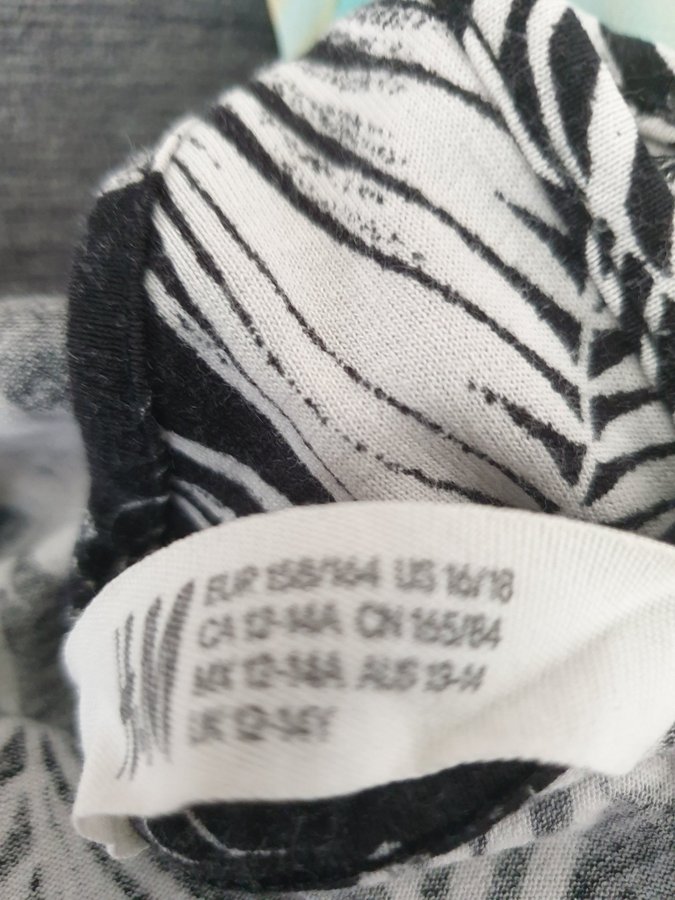 EUR 158/164 US 16/18
CA 12-14A CN 165/84
MX 12-14A AUS 13-14
UK 12-14Y